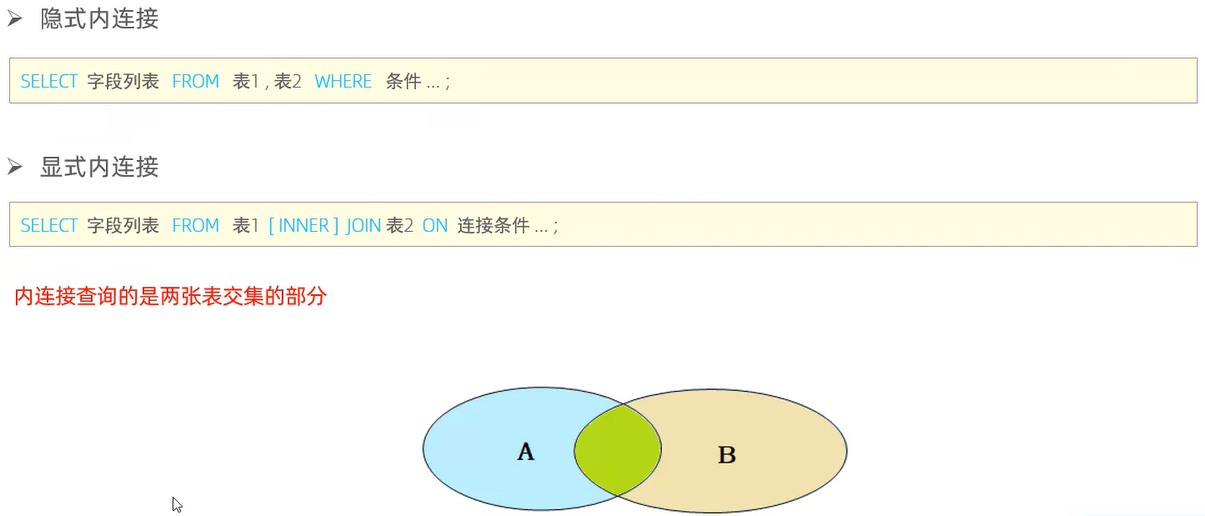 隐式内连接
SELECT 字段列表 FROM 表1 , 表2 WHERE 条件 ... ;
显式内连接
SELECT 字段列表 FROM 表1 [ INNER ] JOIN 表2 ON 连接条件 ... ;
内连接查询的是两张表交集的部分
A B